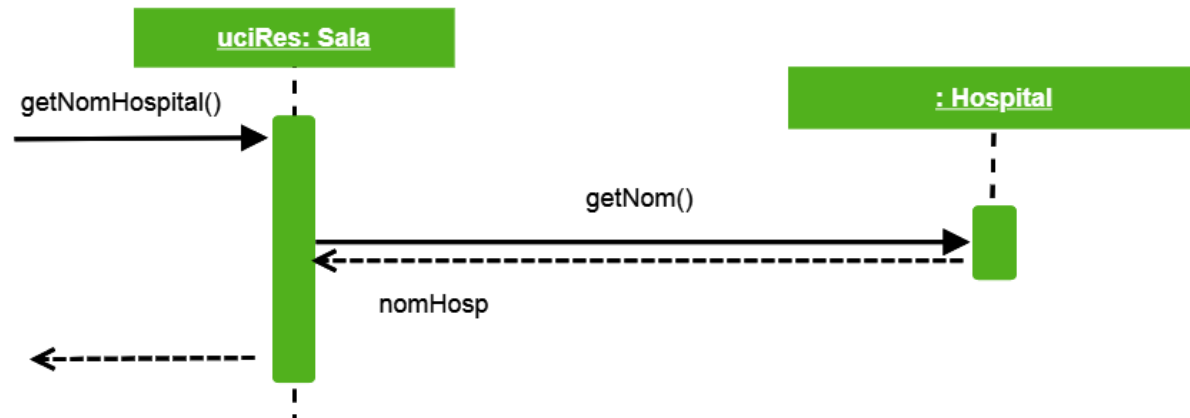 uciRes: Sala
getNomHospital()
: Hospital
getNom()
nomHosp